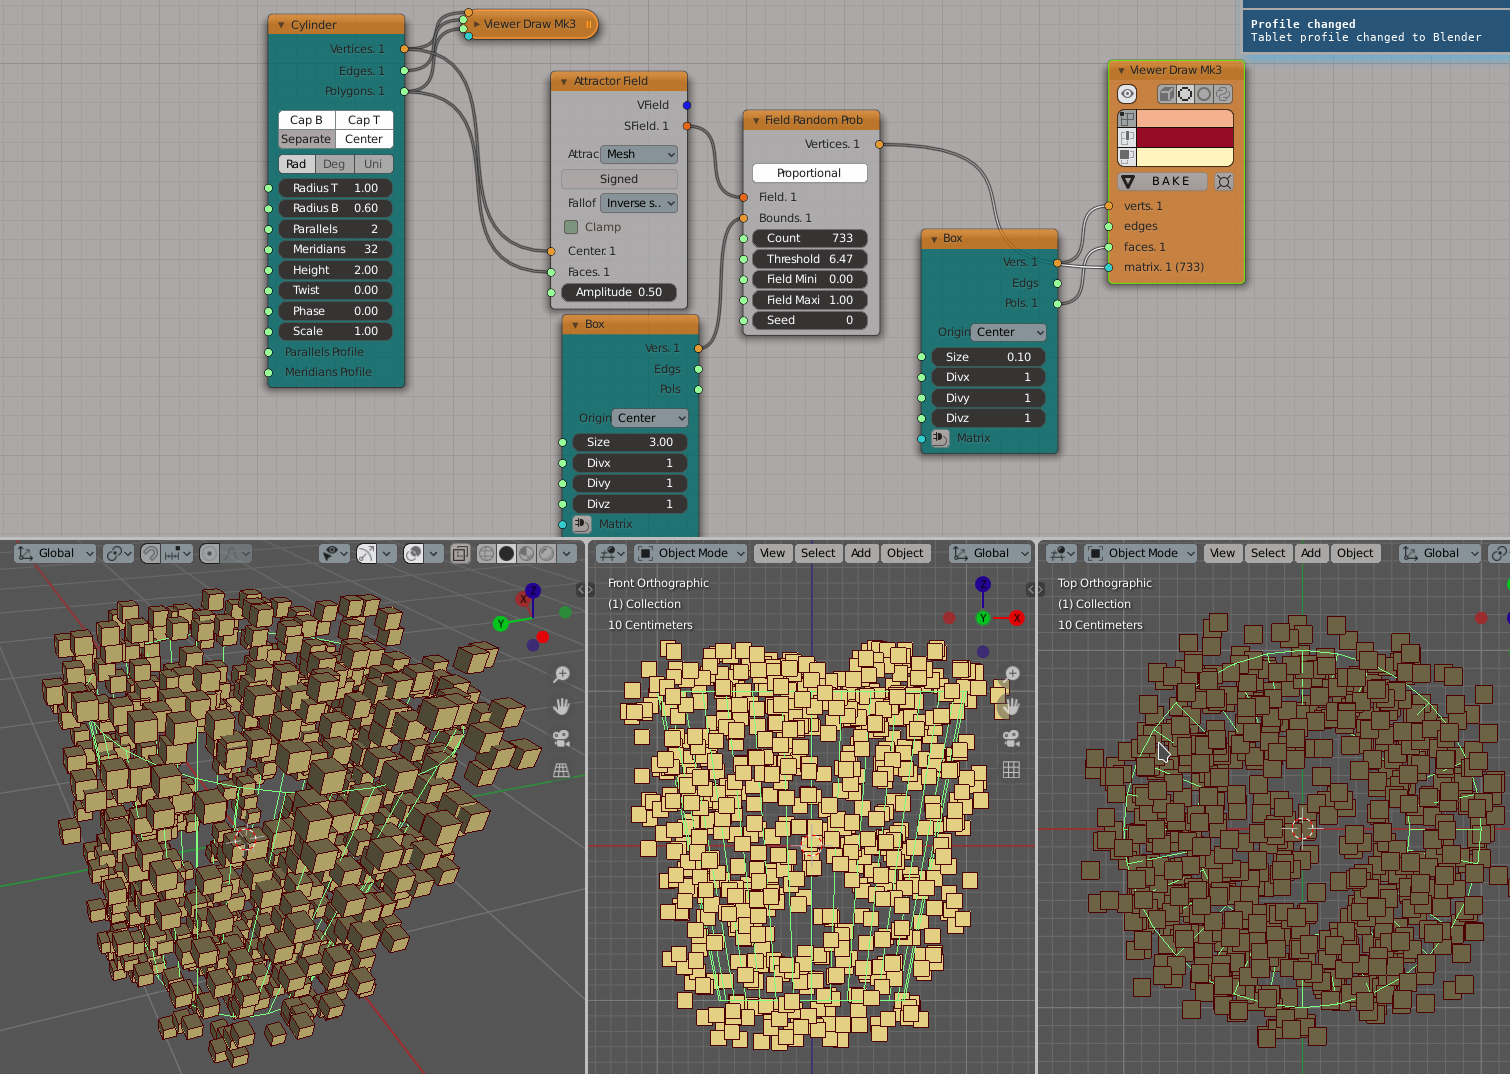 Cylinder
Vertices. 1
Edges. 1
Polygons. 1
Cap B Cap T
Separate Center
Rad Deg Uni
Radius T 1.00
Radius B 0.60
Parallels 2
Meridians 32
Height 2.00
Twist 0.00
Phase 0.00
Scale 1.00
Parallels Profile
Meridians Profile
Viewer Draw Mk3
Attractor Field
VField
SField. 1
Attrac Mesh
Signed
Fallof Inverse s..
Clamp
Center. 1
Faces. 1
Amplitude 0.50
Box
Vers. 1
Edgs
Pols
Origin Center
Size 3.00
Divx 1
Divy 1
Divz 1
Matrix
Field Random Prob
Vertices. 1
Proportional
Field. 1
Bounds. 1
Count 733
Threshold 6.47
Field Mini 0.00
Field Maxi 1.00
Seed 0
Box
Vers. 1
Edgs
Pols. 1
Origin Center
Size 0.10
Divx 1
Divy 1
Divz 1
Matrix
Profile changed
Tablet profile changed to Blender
Viewer Draw Mk3
BAKE
verts. 1
edges
faces. 1
matrix. 1 (733)
Global
X
Y
Z
Object Mode View Select Add Object Global
Front Orthographic
(1) Collection
10 Centimeters
Z
Y
X
Object Mode View Select Add Object Global
Top Orthographic
(1) Collection
10 Centimeters